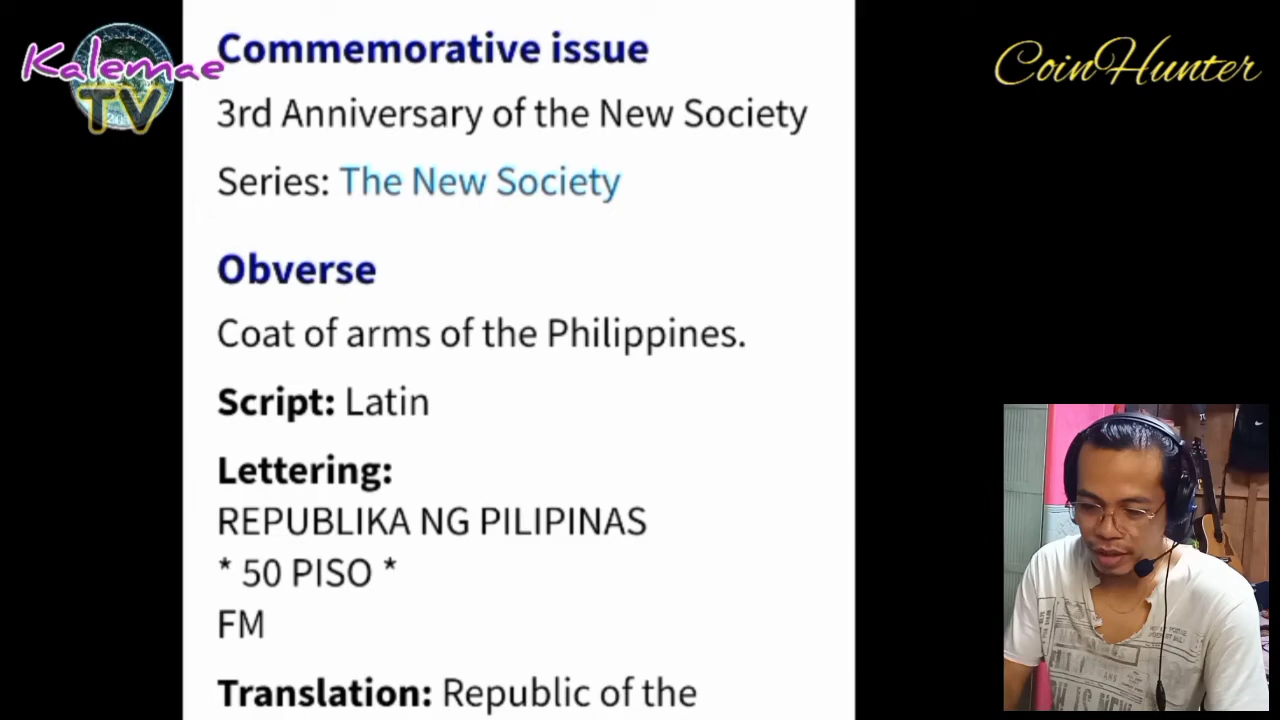 Kalemae
TV
CoinHunter
Commemorative issue
3rd Anniversary of the New Society
Series: The New Society
Obverse
Coat of arms of the Philippines.
Script: Latin
Lettering:
REPUBLIKA NG PILIPINAS
* 50 PISO *
FM
Translation: Republic of the